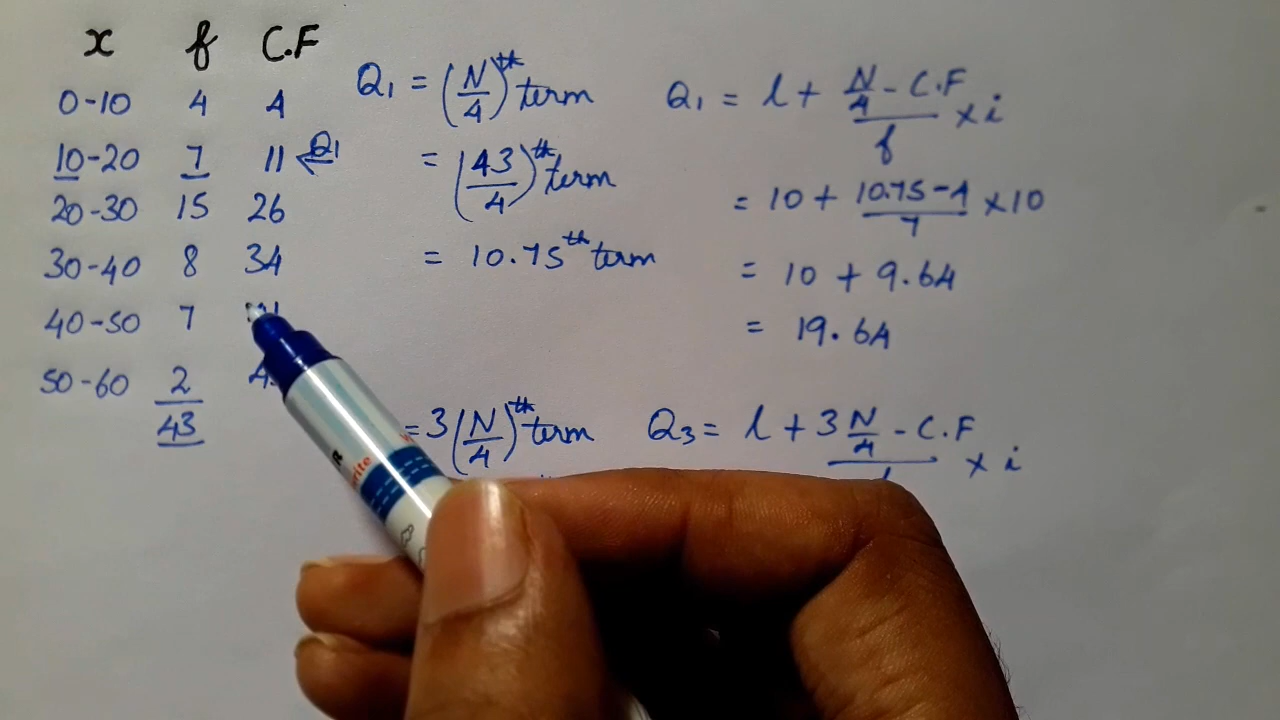 x f C.F
0-10 4 4
10-20 7 11 ← Q1
20-30 15 26
30-40 8 34
40-50 7
50-60 2
43
Q1 = (N/4)th term
= (43/4)th term
= 10.75th term
Q1 = l + (N/4 - C.F)/f × i
= 10 + (10.75-4)/7 × 10
= 10 + 9.64
= 19.64
= 3(N/4)th term
Q3 = l + (3 N/4 - C.F) × i